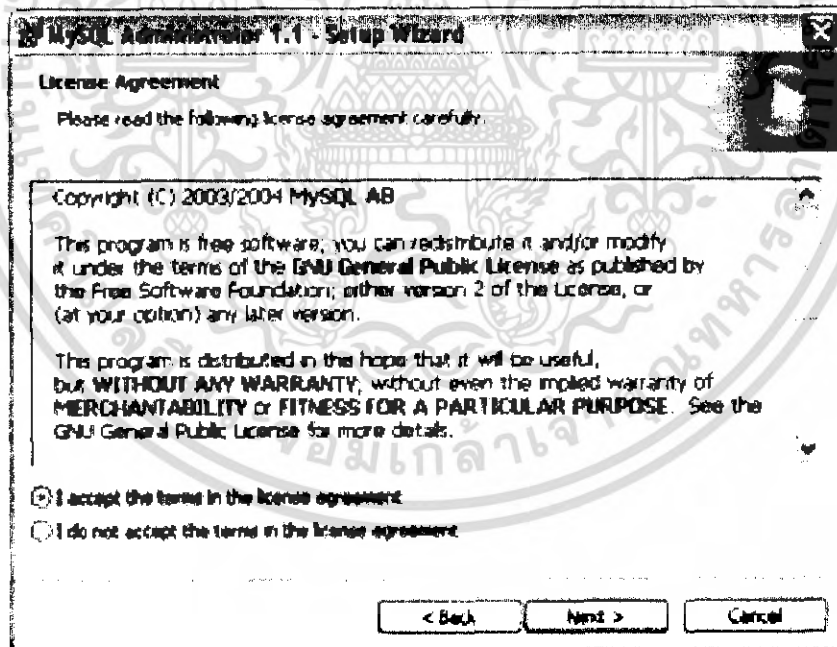 MySQL Administrator 1.1 - Setup Wizard
License Agreement
Please read the following license agreement carefully.
Copyright (C) 2003/2004 MySQL AB
This program is free software; you can redistribute it and/or modify
it under the terms of the GNU General Public License as published by
the Free Software Foundation; either version 2 of the License, or
(at your option) any later version.
This program is distributed in the hope that it will be useful,
but WITHOUT ANY WARRANTY; without even the implied warranty of
MERCHANTABILITY or FITNESS FOR A PARTICULAR PURPOSE. See the
GNU General Public License for more details.
I accept the terms in the license agreement
I do not accept the terms in the license agreement
< Back
Next >
Cancel